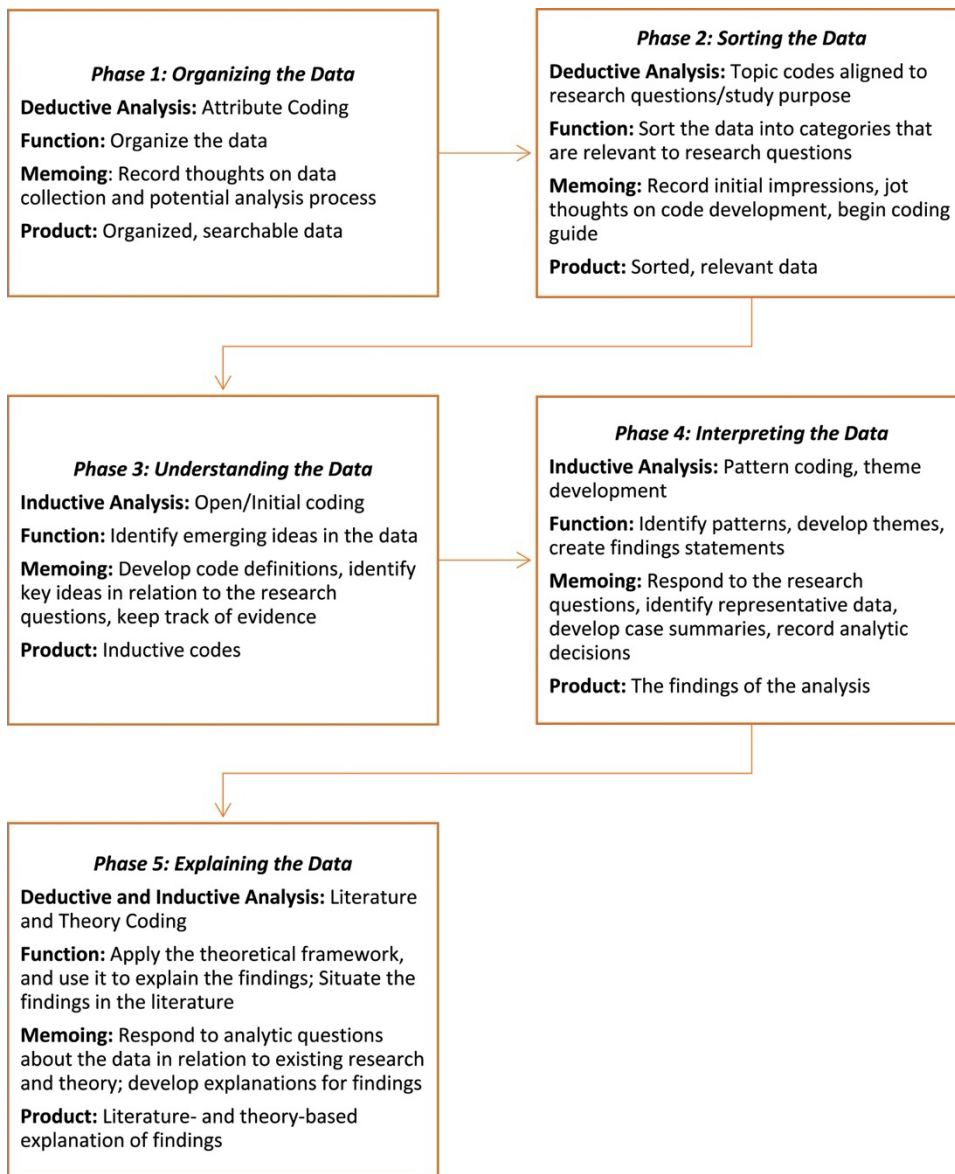 Phase 1: Organizing the Data
Deductive Analysis: Attribute Coding
Function: Organize the data
Memoing: Record thoughts on data
collection and potential analysis process
Product: Organized, searchable data
Phase 2: Sorting the Data
Deductive Analysis: Topic codes aligned to
research questions/study purpose
Function: Sort the data into categories that
are relevant to research questions
Memoing: Record initial impressions, jot
thoughts on code development, begin coding
guide
Product: Sorted, relevant data
Phase 3: Understanding the Data
Inductive Analysis: Open/Initial coding
Function: Identify emerging ideas in the data
Memoing: Develop code definitions, identify
key ideas in relation to the research
questions, keep track of evidence
Product: Inductive codes
Phase 4: Interpreting the Data
Inductive Analysis: Pattern coding, theme
development
Function: Identify patterns, develop themes,
create findings statements
Memoing: Respond to the research
questions, identify representative data,
develop case summaries, record analytic
decisions
Product: The findings of the analysis
Phase 5: Explaining the Data
Deductive and Inductive Analysis: Literature
and Theory Coding
Function: Apply the theoretical framework,
and use it to explain the findings; Situate the
findings in the literature
Memoing: Respond to analytic questions
about the data in relation to existing research
and theory; develop explanations for findings
Product: Literature- and theory-based
explanation of findings